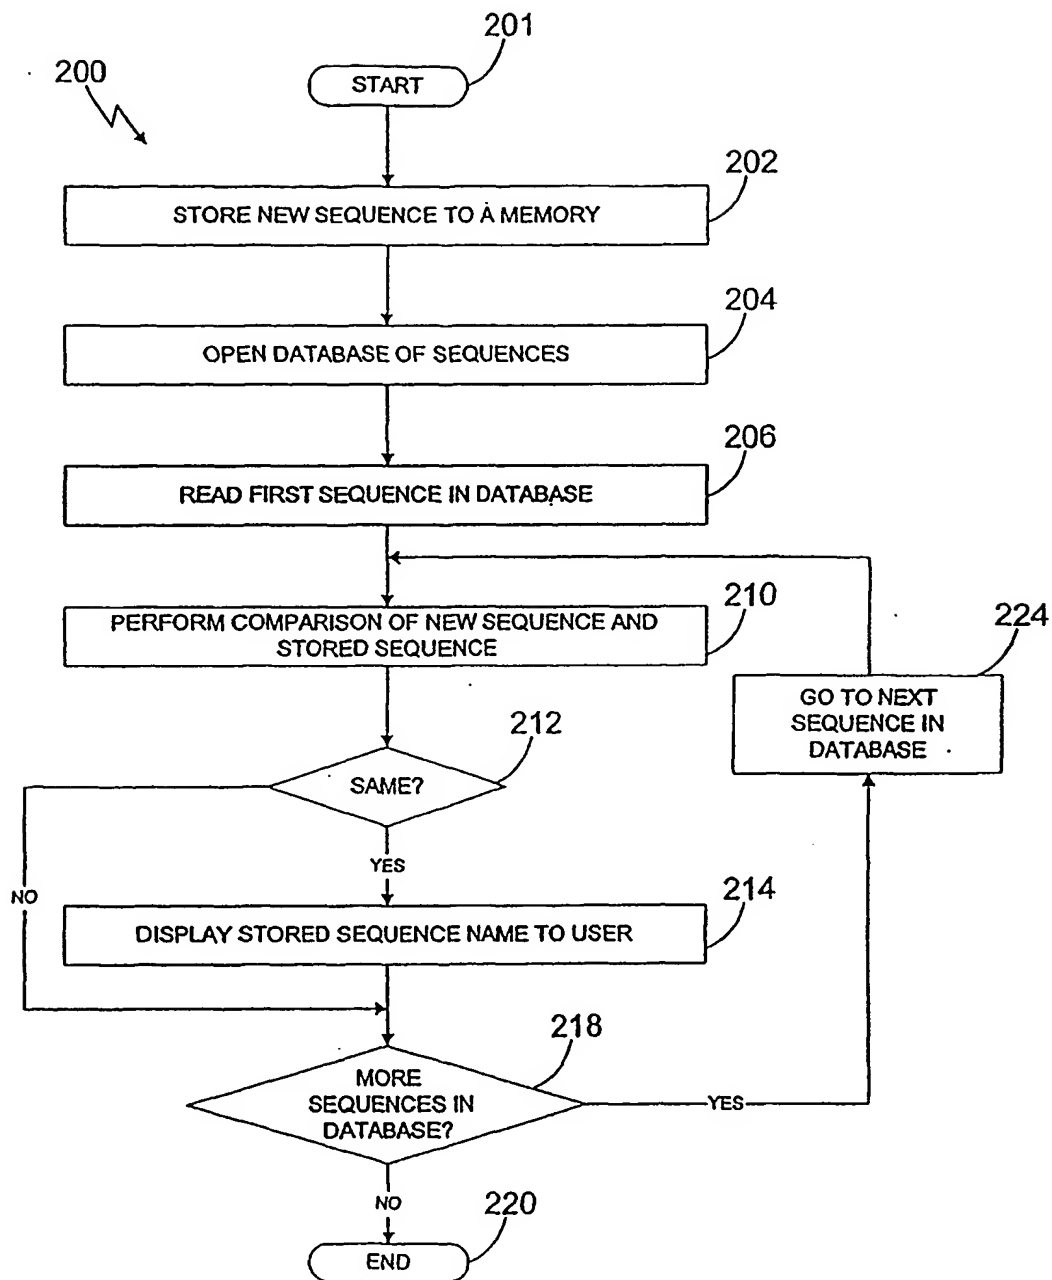 201
200
START
202
STORE NEW SEQUENCE TO A MEMORY
204
OPEN DATABASE OF SEQUENCES
206
READ FIRST SEQUENCE IN DATABASE
210
PERFORM COMPARISON OF NEW SEQUENCE AND
STORED SEQUENCE
224
GO TO NEXT
SEQUENCE IN
DATABASE
212
SAME?
YES
NO
214
DISPLAY STORED SEQUENCE NAME TO USER
218
MORE
SEQUENCES IN
DATABASE?
YES
NO
220
END